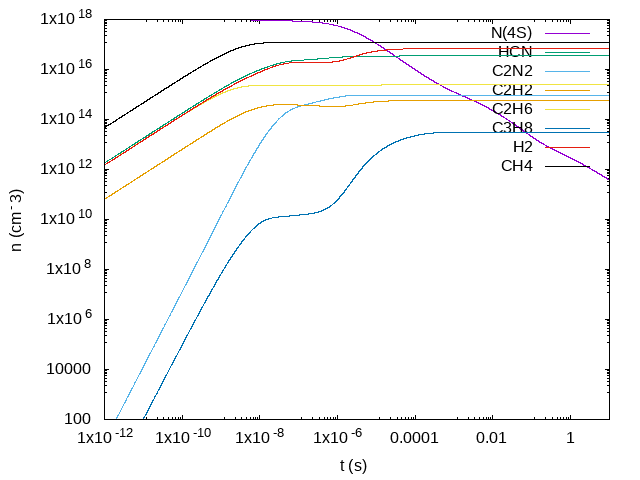 1x10^18
1x10^16
1x10^14
1x10^12
1x10^10
1x10^8
1x10^6
10000
100
n (cm^-3)
N(4S)
HCN
C2N2
C2H2
C2H6
C3H8
H2
CH4
1x10^-12 1x10^-10 1x10^-8 1x10^-6 0.0001 0.01 1
t (s)